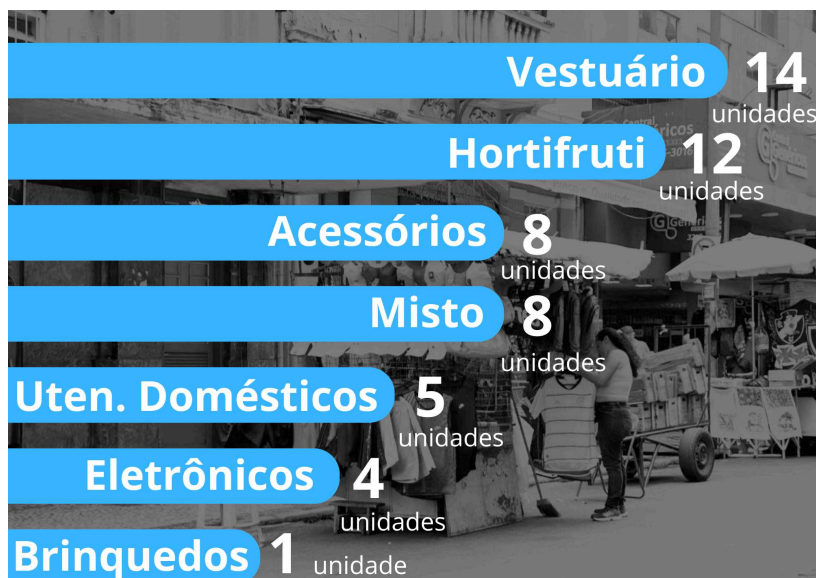 Vestuário 14
unidades
Hortifruti 12
unidades
Acessórios 8
unidades
Misto 8
unidades
Uten. Domésticos 5
unidades
Eletrônicos 4
unidades
Brinquedos 1 unidade